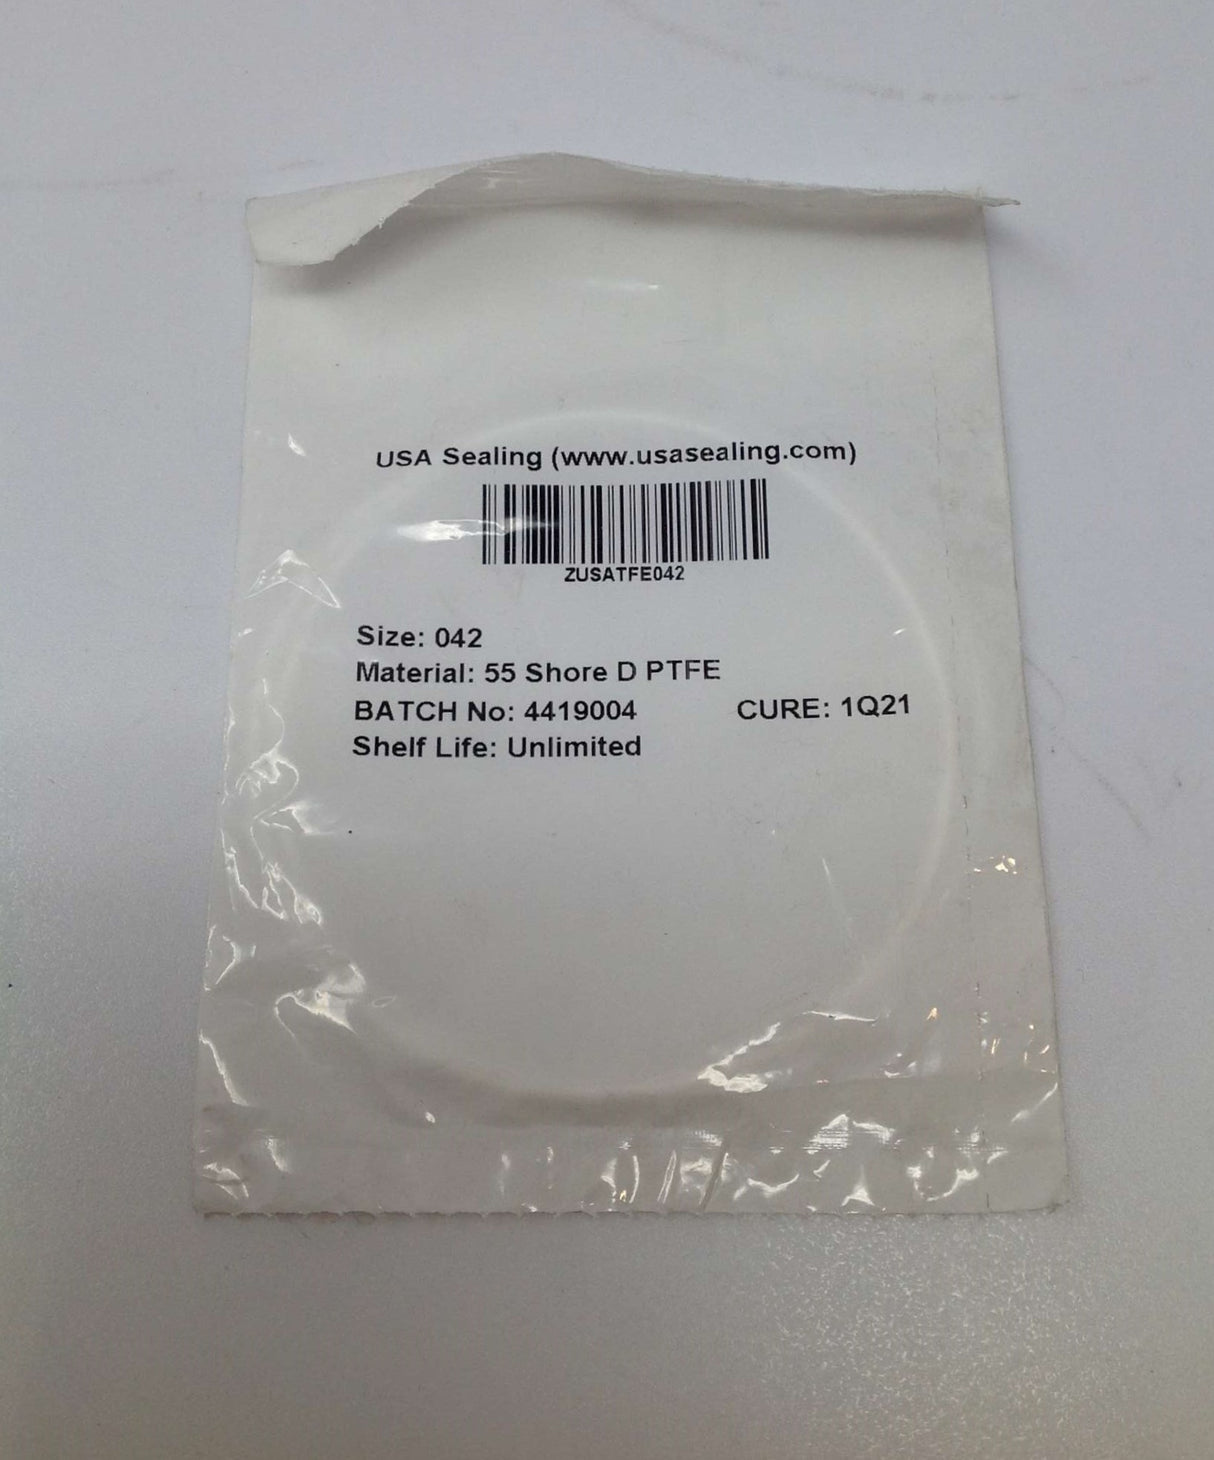 USA Sealing (www.usasealing.com)
ZUSATFE042
Size: 042
Material: 55 Shore D PTFE
BATCH No: 4419004 CURE: 1Q21
Shelf Life: Unlimited